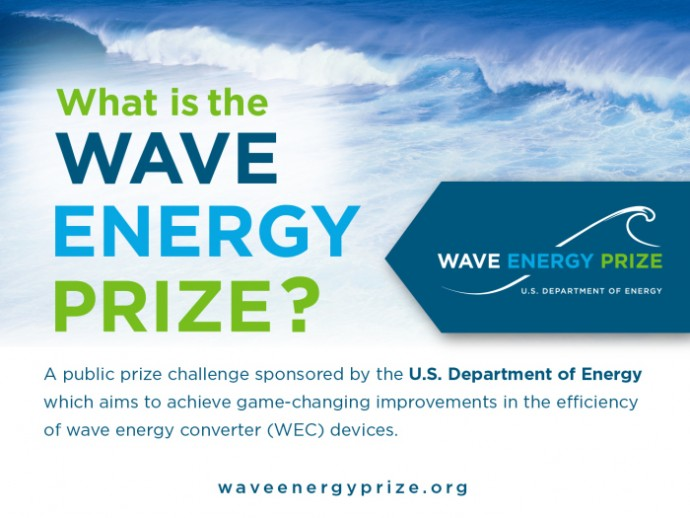 What is the
WAVE
ENERGY
PRIZE?
WAVE ENERGY PRIZE
U.S. DEPARTMENT OF ENERGY
A public prize challenge sponsored by the U.S. Department of Energy
which aims to achieve game-changing improvements in the efficiency
of wave energy converter (WEC) devices.
waveenergyprize.org